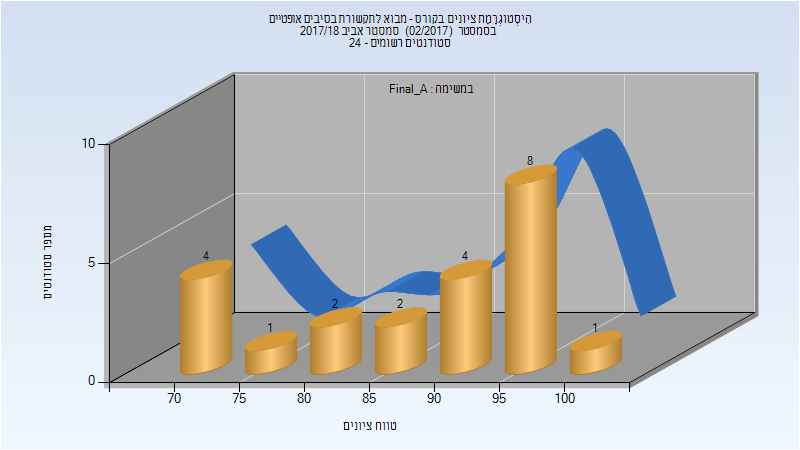 היסטוגרמת ציונים בקורס - מבוא לתקשורת בסיבים אופטיים
בסמסטר (02/2017) סמסטר אביב 2017/18
סטודנטים רשומים - 24
במשימה : Final_A
10
5
0
מספר סטודנטים
4
1
2
2
4
8
1
70
75
80
85
90
95
100
טווח ציונים